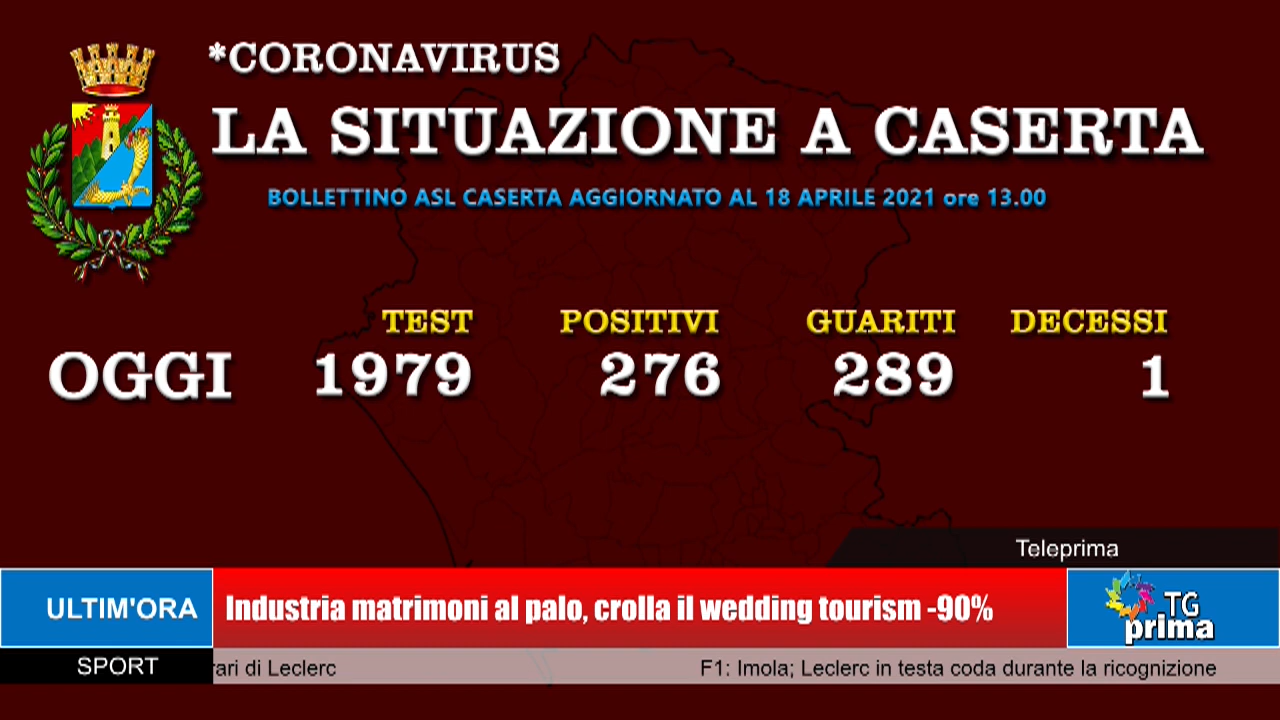 *CORONAVIRUS
LA SITUAZIONE A CASERTA
BOLLETTINO ASL CASERTA AGGIORNATO AL 18 APRILE 2021 ore 13.00
TEST POSITIVI GUARITI DECESSI
OGGI 1979 276 289 1
Teleprima
ULTIM'ORA Industria matrimoni al palo, crolla il wedding tourism -90%
TG
prima
SPORT rari di Leclerc F1: Imola; Leclerc in testa coda durante la ricognizione